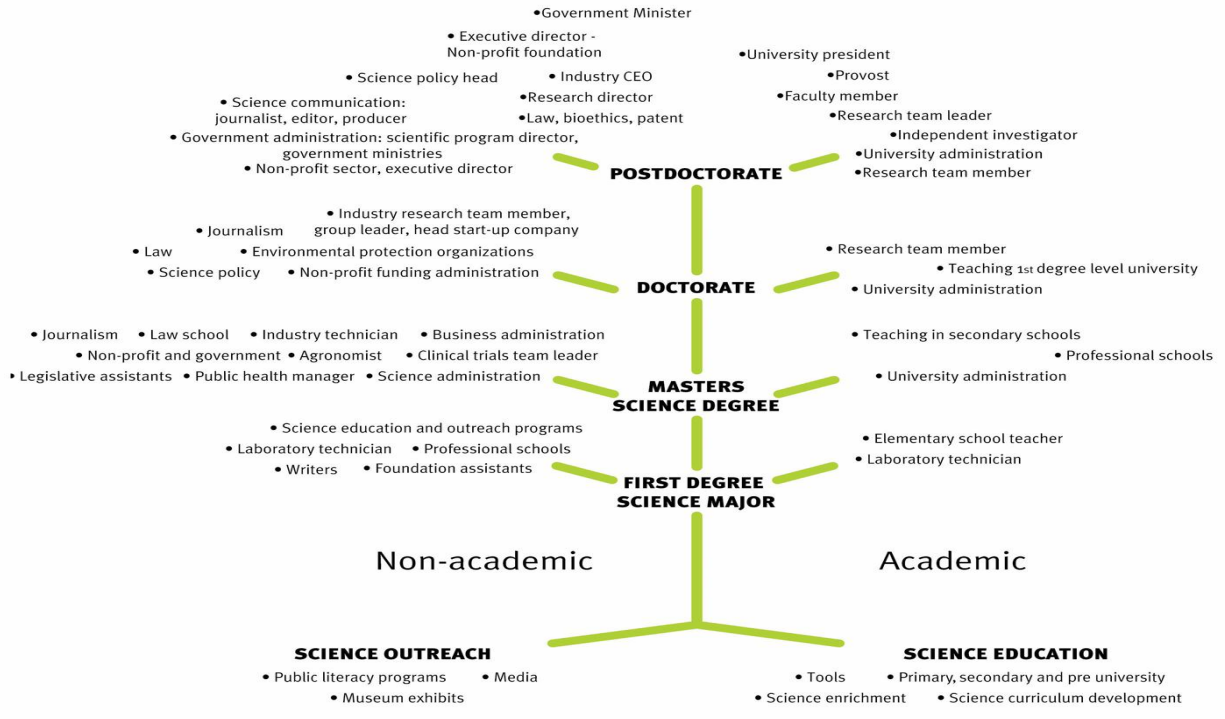 •Government Minister
• Executive director -
Non-profit foundation
•University president
• Science policy head
• Industry CEO
•Provost
• Science communication:
journalist, editor, producer
•Research director
•Faculty member
•Law, bioethics, patent
•Research team leader
• Government administration: scientific program director,
government ministries
•Independent investigator
• Non-profit sector, executive director
•University administration
•Research team member
POSTDOCTORATE
• Industry research team member,
group leader, head start-up company
• Journalism
• Law
• Environmental protection organizations
• Science policy
• Non-profit funding administration
• Research team member
• Teaching 1st degree level university
• University administration
DOCTORATE
• Journalism
• Law school
• Industry technician
• Business administration
• Non-profit and government
• Agronomist
• Clinical trials team leader
• Legislative assistants
• Public health manager
• Science administration
• Teaching in secondary schools
• Professional schools
• University administration
MASTERS
SCIENCE DEGREE
• Science education and outreach programs
• Laboratory technician
• Professional schools
• Writers
• Foundation assistants
• Elementary school teacher
• Laboratory technician
FIRST DEGREE
SCIENCE MAJOR
Non-academic
Academic
SCIENCE OUTREACH
• Public literacy programs
• Media
• Museum exhibits
SCIENCE EDUCATION
• Tools
• Primary, secondary and pre university
• Science enrichment
• Science curriculum development